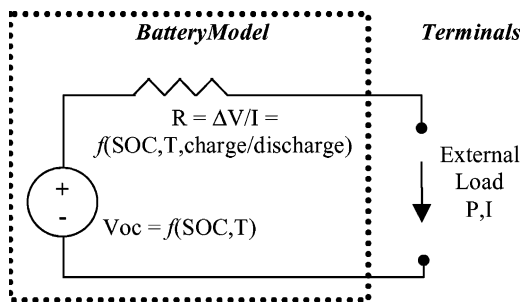 BatteryModel
Terminals
R = ΔV/I =
f(SOC,T,charge/discharge)
+
-
Voc = f(SOC,T)
External
Load
P,I